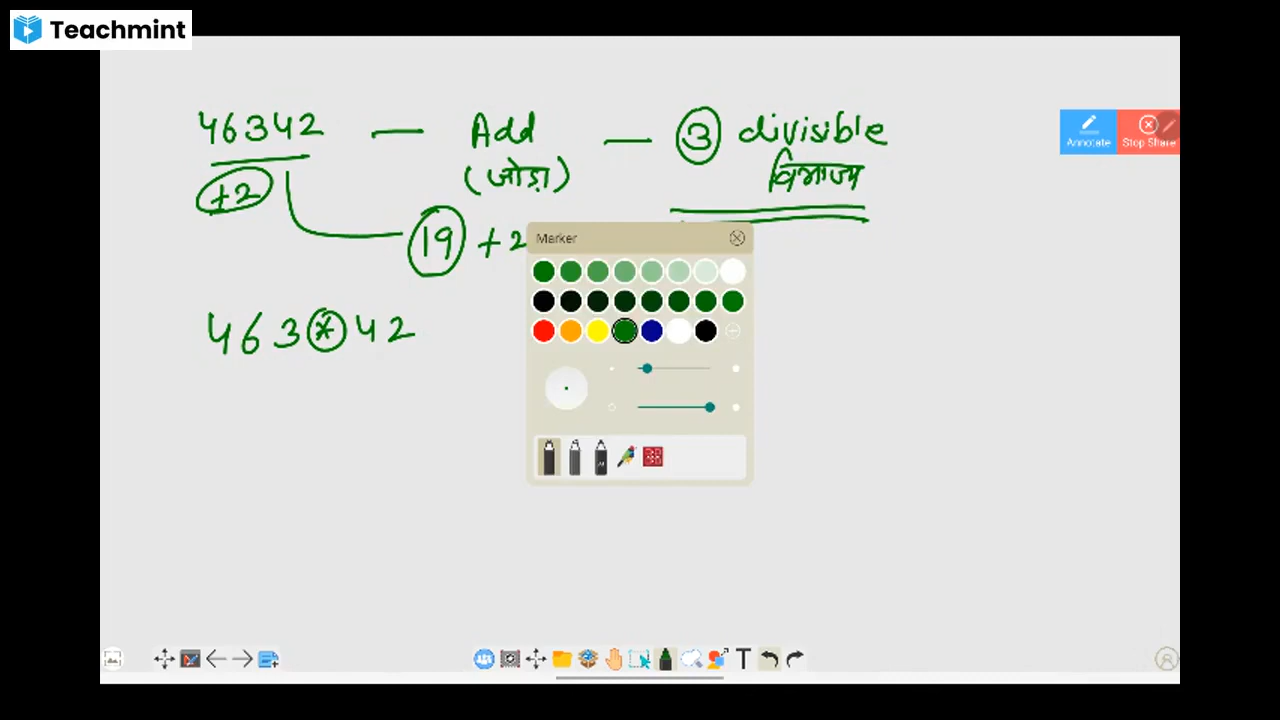 Teachmint
46342 — Add — 3 divisible
(जोड़ा) विभाज्य
+2
19 + 2
463*42
Marker
Annotate
Stop Share
T